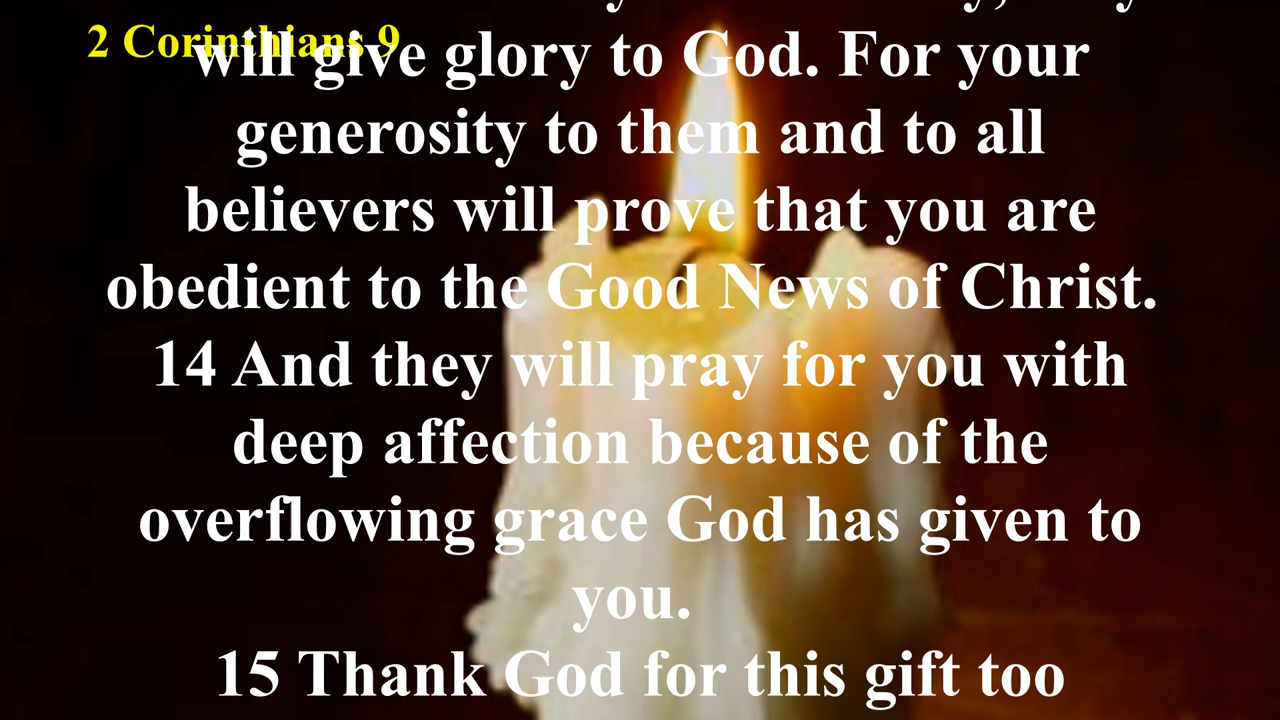 2 Corinthians 9
will give glory to God. For your
generosity to them and to all
believers will prove that you are
obedient to the Good News of Christ.
14 And they will pray for you with
deep affection because of the
overflowing grace God has given to
you.
15 Thank God for this gift too